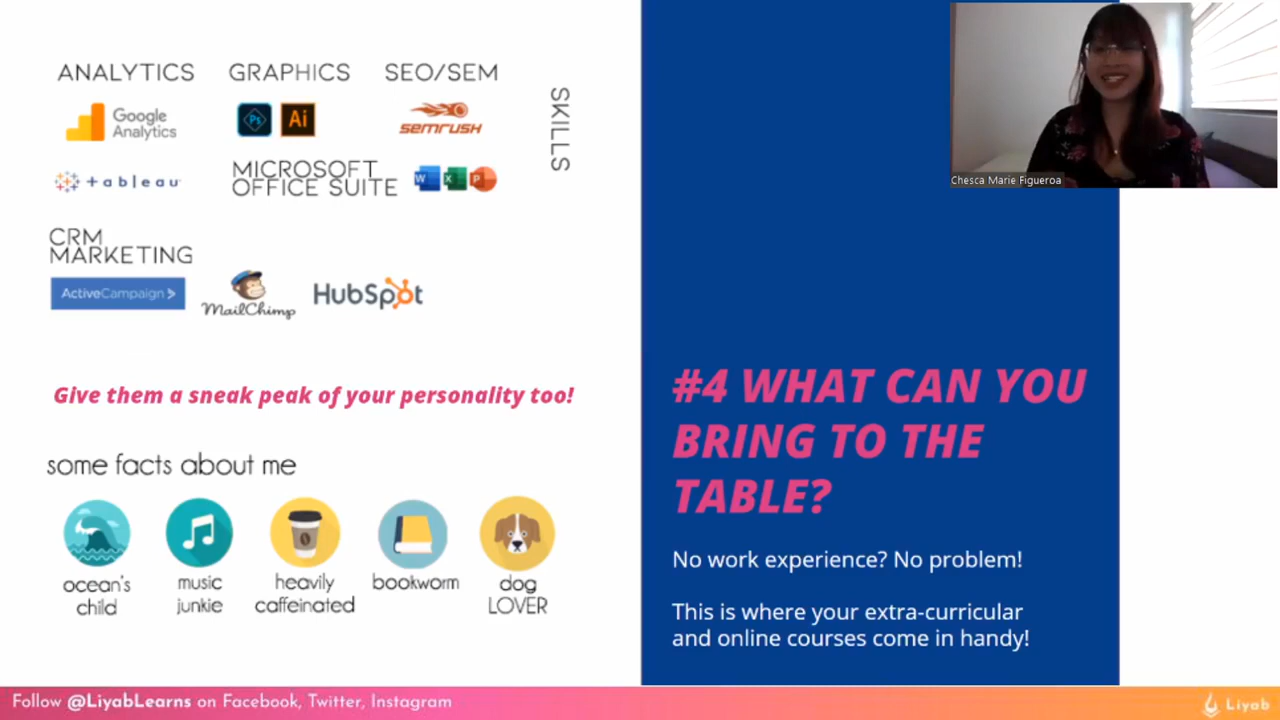 ANALYTICS
GRAPHICS
SEO/SEM
SKILLS
Google
Analytics
Ps
Ai
SEMRUSH
+ableau
MICROSOFT
OFFICE SUITE
W
X
P
CRM
MARKETING
ActiveCampaign >
MailChimp
HubSpot
Give them a sneak peak of your personality too!
some facts about me
ocean's
child
music
junkie
heavily
caffeinated
bookworm
dog
LOVER
Chesca Marie Figueroa
#4 WHAT CAN YOU
BRING TO THE
TABLE?
No work experience? No problem!
This is where your extra-curricular
and online courses come in handy!
Follow @LiyabLearns on Facebook, Twitter, Instagram
Liyab